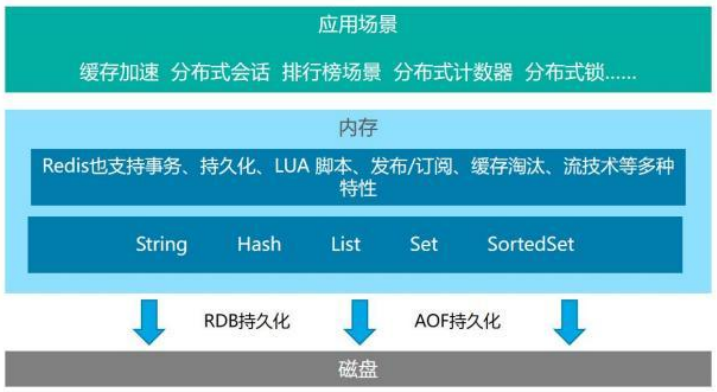 应用场景
缓存加速 分布式会话 排行榜场景 分布式计数器 分布式锁……
内存
Redis也支持事务、持久化、LUA 脚本、发布/订阅、缓存淘汰、流技术等多种
特性
String Hash List Set SortedSet
RDB持久化 AOF持久化
磁盘